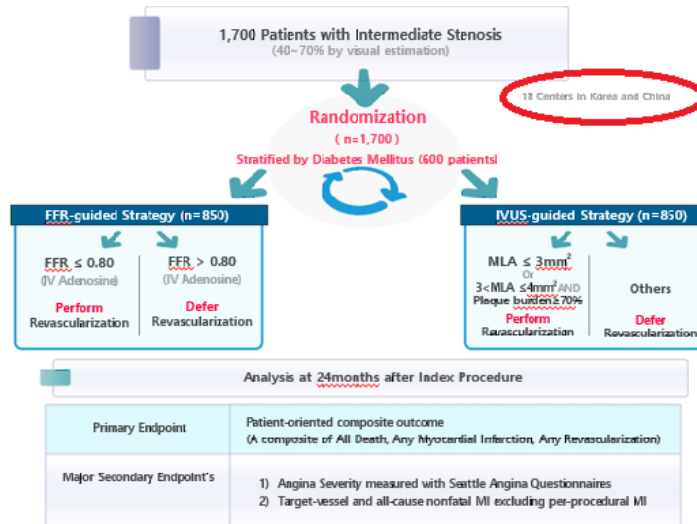 1,700 Patients with Intermediate Stenosis
(40~70% by visual estimation)
18 Centers in Korea and China
Randomization
( n=1,700 )
Stratified by Diabetes Mellitus (600 patients)
FFR-guided Strategy (n=850)
FFR ≤ 0.80
(IV Adenosine)
Perform
Revascularization
FFR > 0.80
(IV Adenosine)
Defer
Revascularization
IVUS-guided Strategy (n=850)
MLA ≤ 3mm²
Or
3<MLA ≤4mm² AND
Plaque burden≥70%
Perform
Revascularization
Others
Defer
Revascularization
Analysis at 24months after Index Procedure
Primary Endpoint
Patient-oriented composite outcome
(A composite of All Death, Any Myocardial Infarction, Any Revascularization)
Major Secondary Endpoint's
1) Angina Severity measured with Seattle Angina Questionnaires
2) Target-vessel and all-cause nonfatal MI excluding per-procedural MI